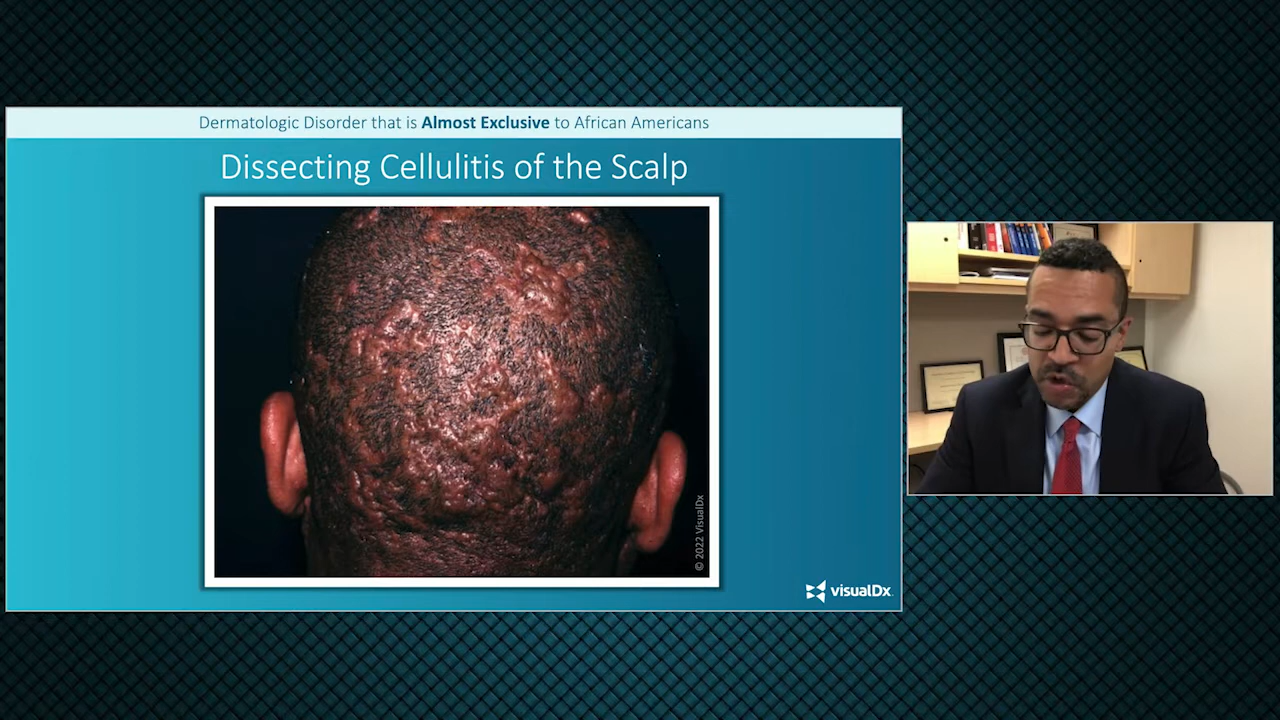 Dermatologic Disorder that is Almost Exclusive to African Americans
Dissecting Cellulitis of the Scalp
© 2022 VisualDx
visualDx